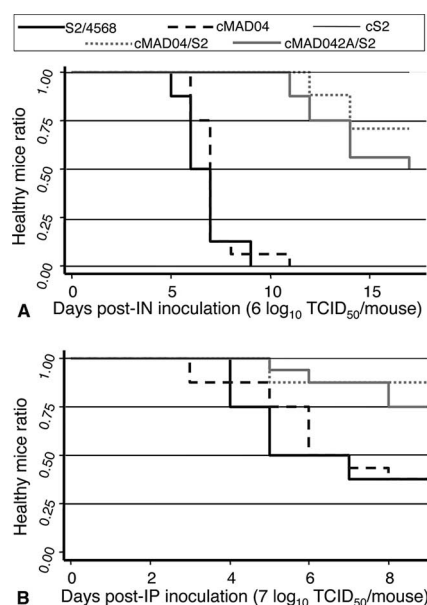 S2/4568 cMAD04 cS2
cMAD04/S2 cMAD042A/S2
Healthy mice ratio
1.00
0.75
0.50
0.25
0.00
0 5 10 15
A Days post-IN inoculation (6 log10 TCID50/mouse)
Healthy mice ratio
1.00
0.75
0.50
0.25
0.00
0 2 4 6 8
B Days post-IP inoculation (7 log10 TCID50/mouse)